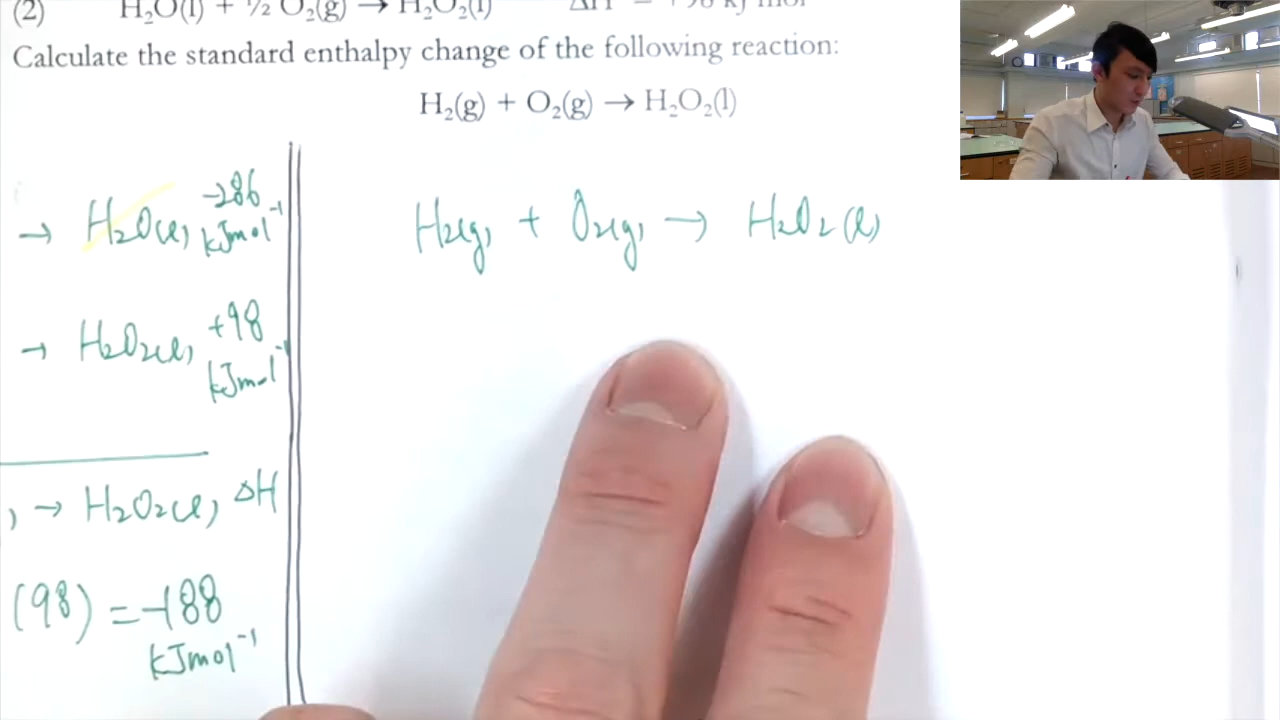 (2) H₂O(l) + ½ O₂(g) → H₂O₂(l)
Calculate the standard enthalpy change of the following reaction:
H₂(g) + O₂(g) → H₂O₂(l)
→ H₂O(l), -286 kJmol⁻¹
→ H₂O₂(l), +98 kJmol⁻¹
) → H₂O₂(l), ΔH
(98) = -188
kJmol⁻¹
H₂(g) + O₂(g) → H₂O₂(l)